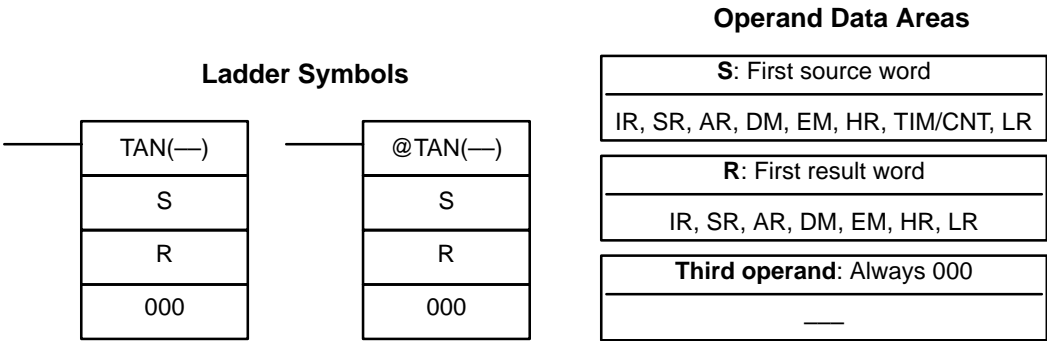 Ladder Symbols
TAN(—)
S
R
000
@TAN(—)
S
R
000
Operand Data Areas
S: First source word
IR, SR, AR, DM, EM, HR, TIM/CNT, LR
R: First result word
IR, SR, AR, DM, EM, HR, LR
Third operand: Always 000
—